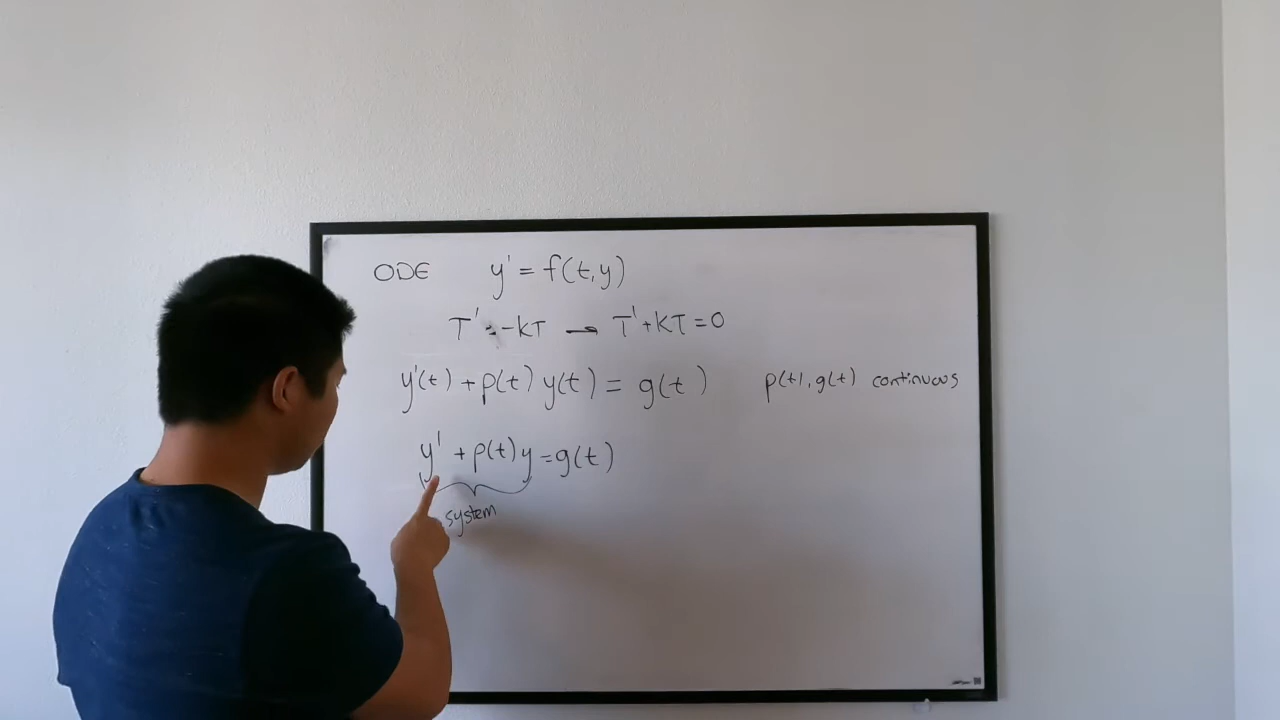 ODE y' = f(t,y)
T' = -kT → T'+kT=0
y'(t) + p(t) y(t) = g(t) p(t), g(t) continuous
y' + p(t)y = g(t)
system